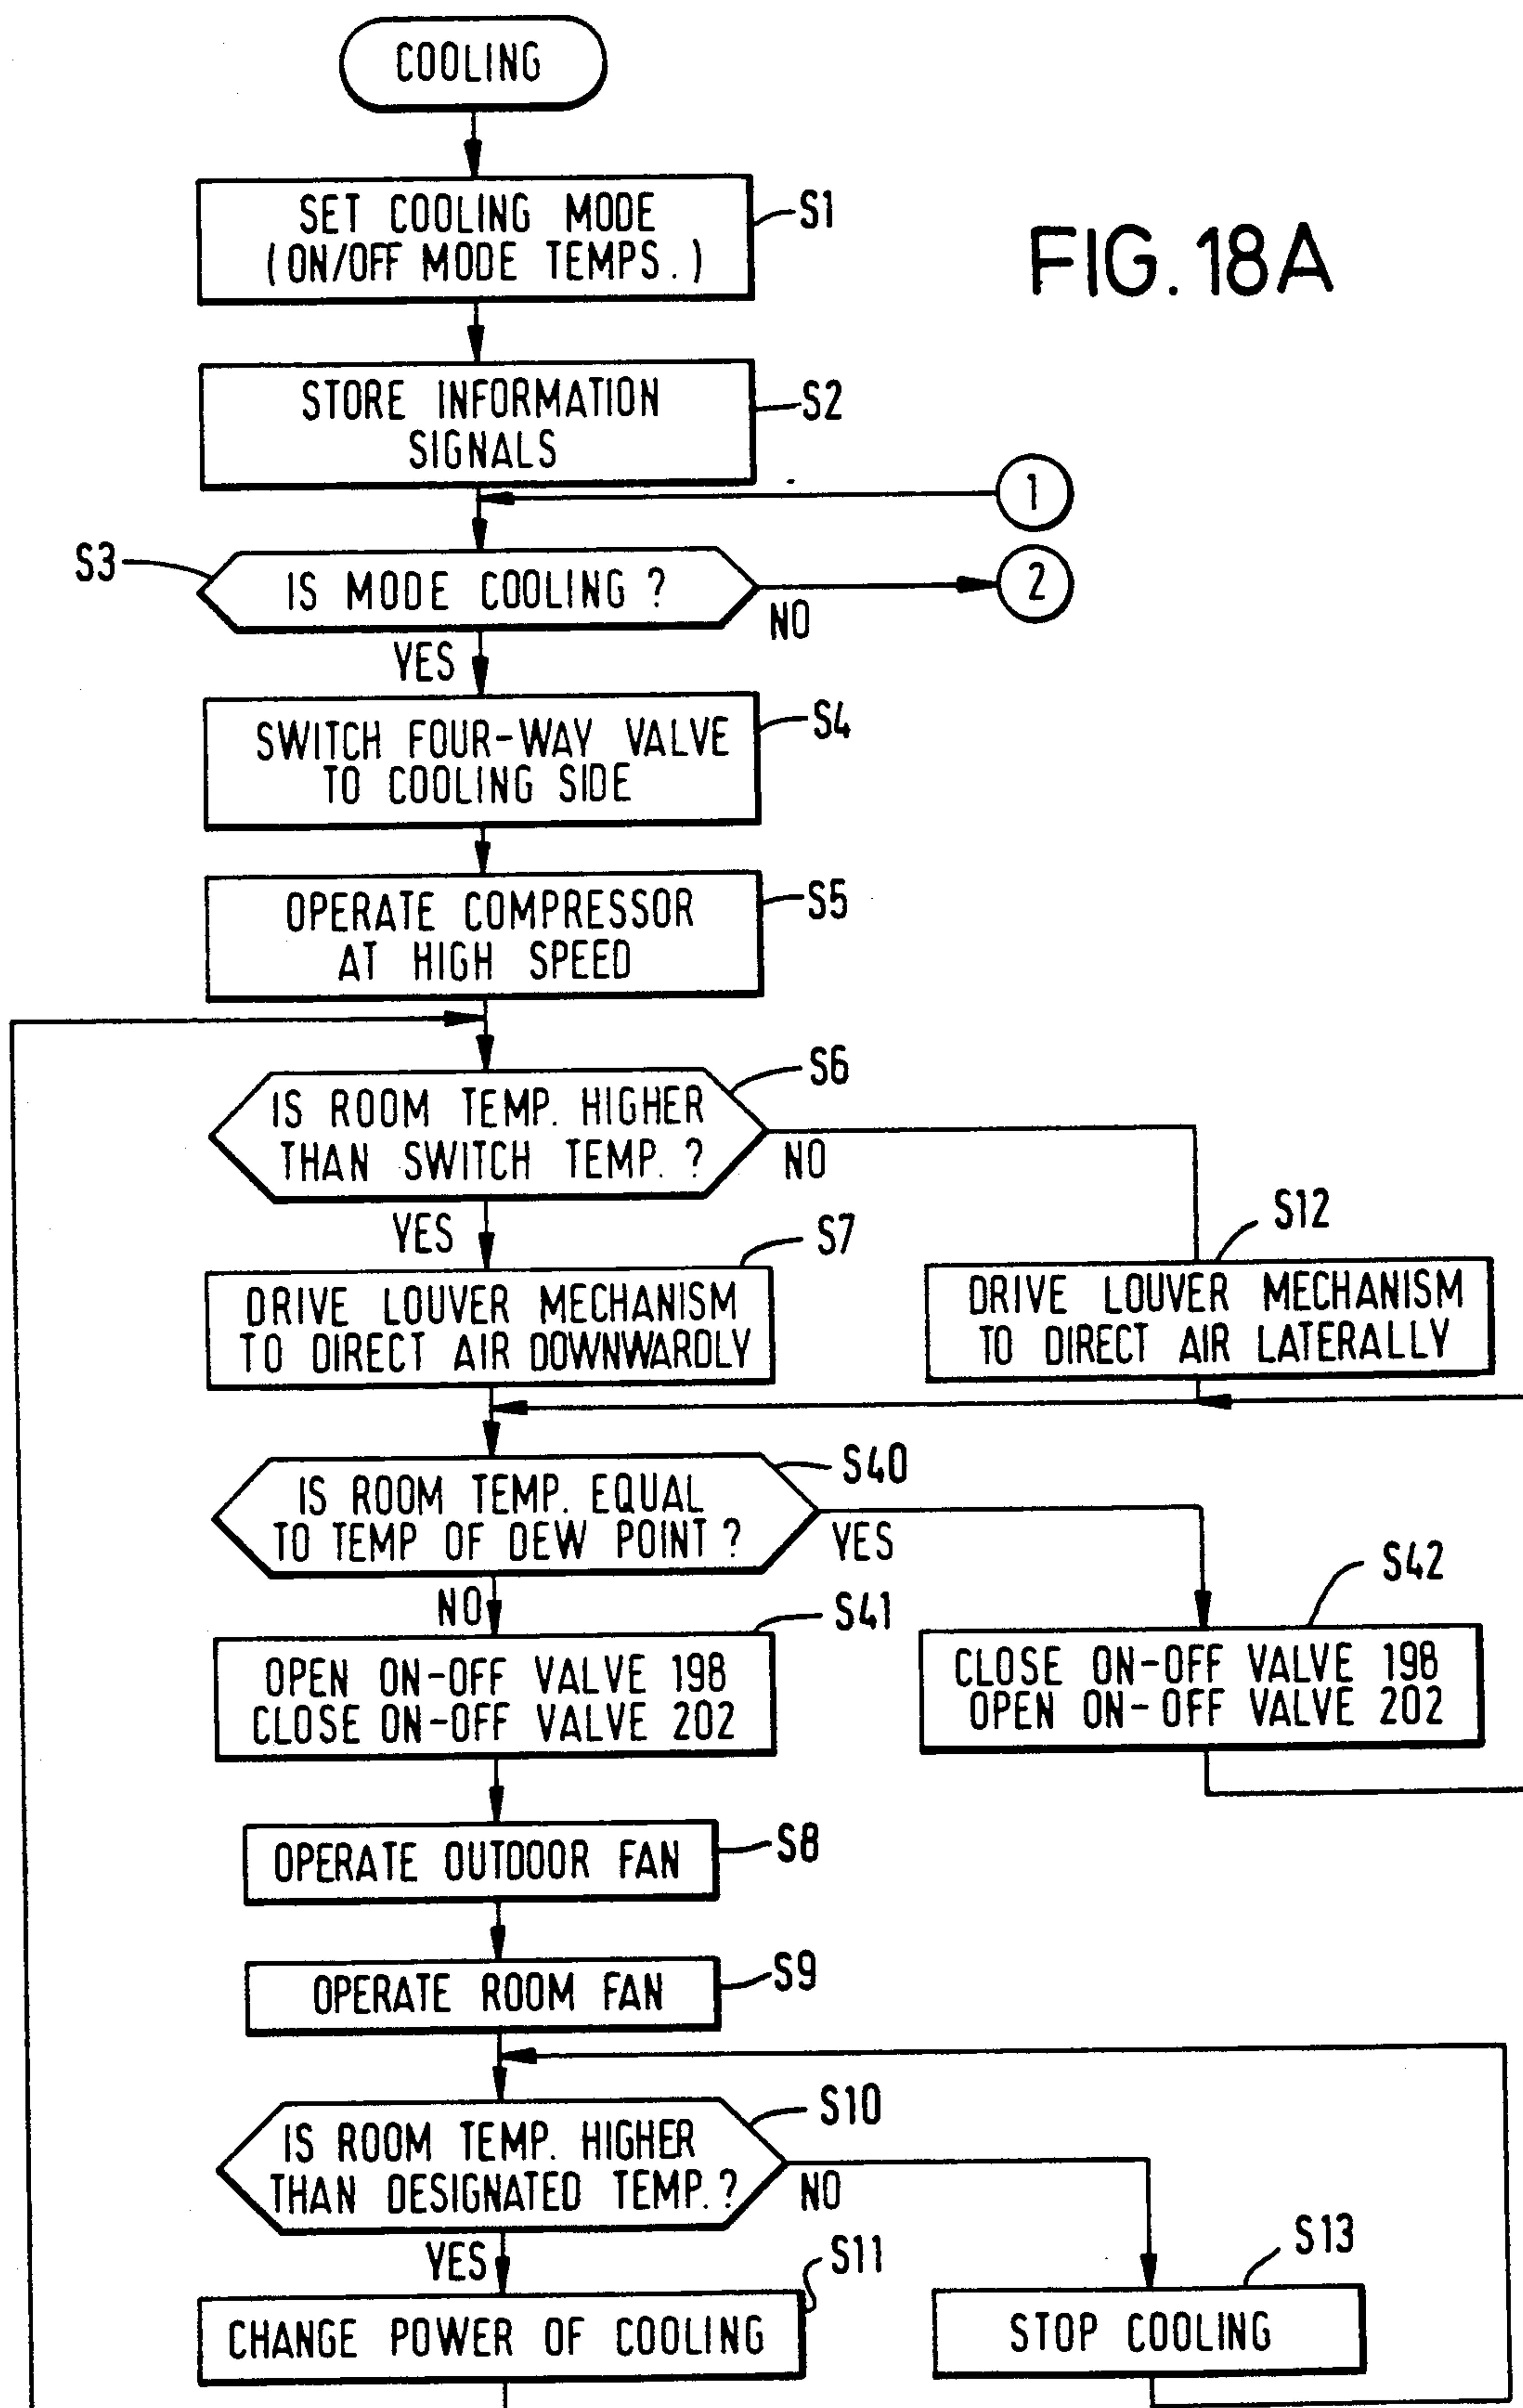 COOLING
SET COOLING MODE
(ON/OFF MODE TEMPS.)
S1
FIG. 18A
STORE INFORMATION
SIGNALS
S2
1
S3
IS MODE COOLING ?
NO
2
YES
SWITCH FOUR-WAY VALVE
TO COOLING SIDE
S4
OPERATE COMPRESSOR
AT HIGH SPEED
S5
S6
IS ROOM TEMP. HIGHER
THAN SWITCH TEMP. ?
NO
YES
S7
DRIVE LOUVER MECHANISM
TO DIRECT AIR DOWNWARDLY
S12
DRIVE LOUVER MECHANISM
TO DIRECT AIR LATERALLY
S40
IS ROOM TEMP. EQUAL
TO TEMP OF DEW POINT ?
YES
NO
S41
OPEN ON-OFF VALVE 198
CLOSE ON-OFF VALVE 202
S42
CLOSE ON-OFF VALVE 198
OPEN ON-OFF VALVE 202
OPERATE OUTDOOR FAN
S8
OPERATE ROOM FAN
S9
S10
IS ROOM TEMP. HIGHER
THAN DESIGNATED TEMP. ?
NO
YES
S11
CHANGE POWER OF COOLING
S13
STOP COOLING